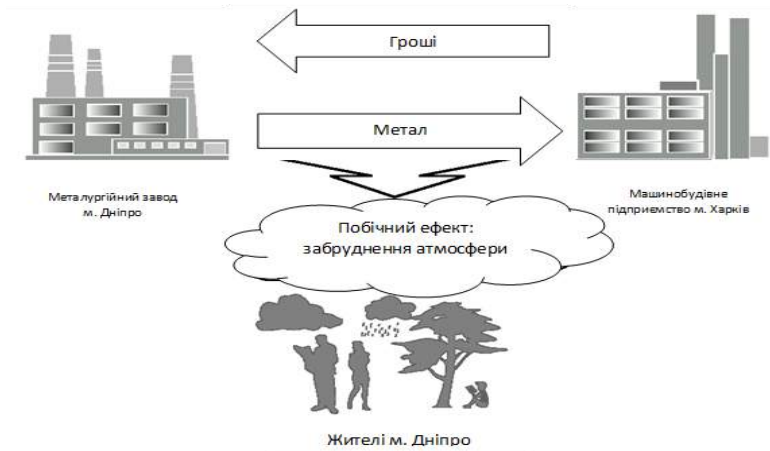 Гроші
Метал
Металургійний завод
м. Дніпро
Машинобудівне
підприємство м. Харків
Побічний ефект:
забруднення атмосфери
Жителі м. Дніпро